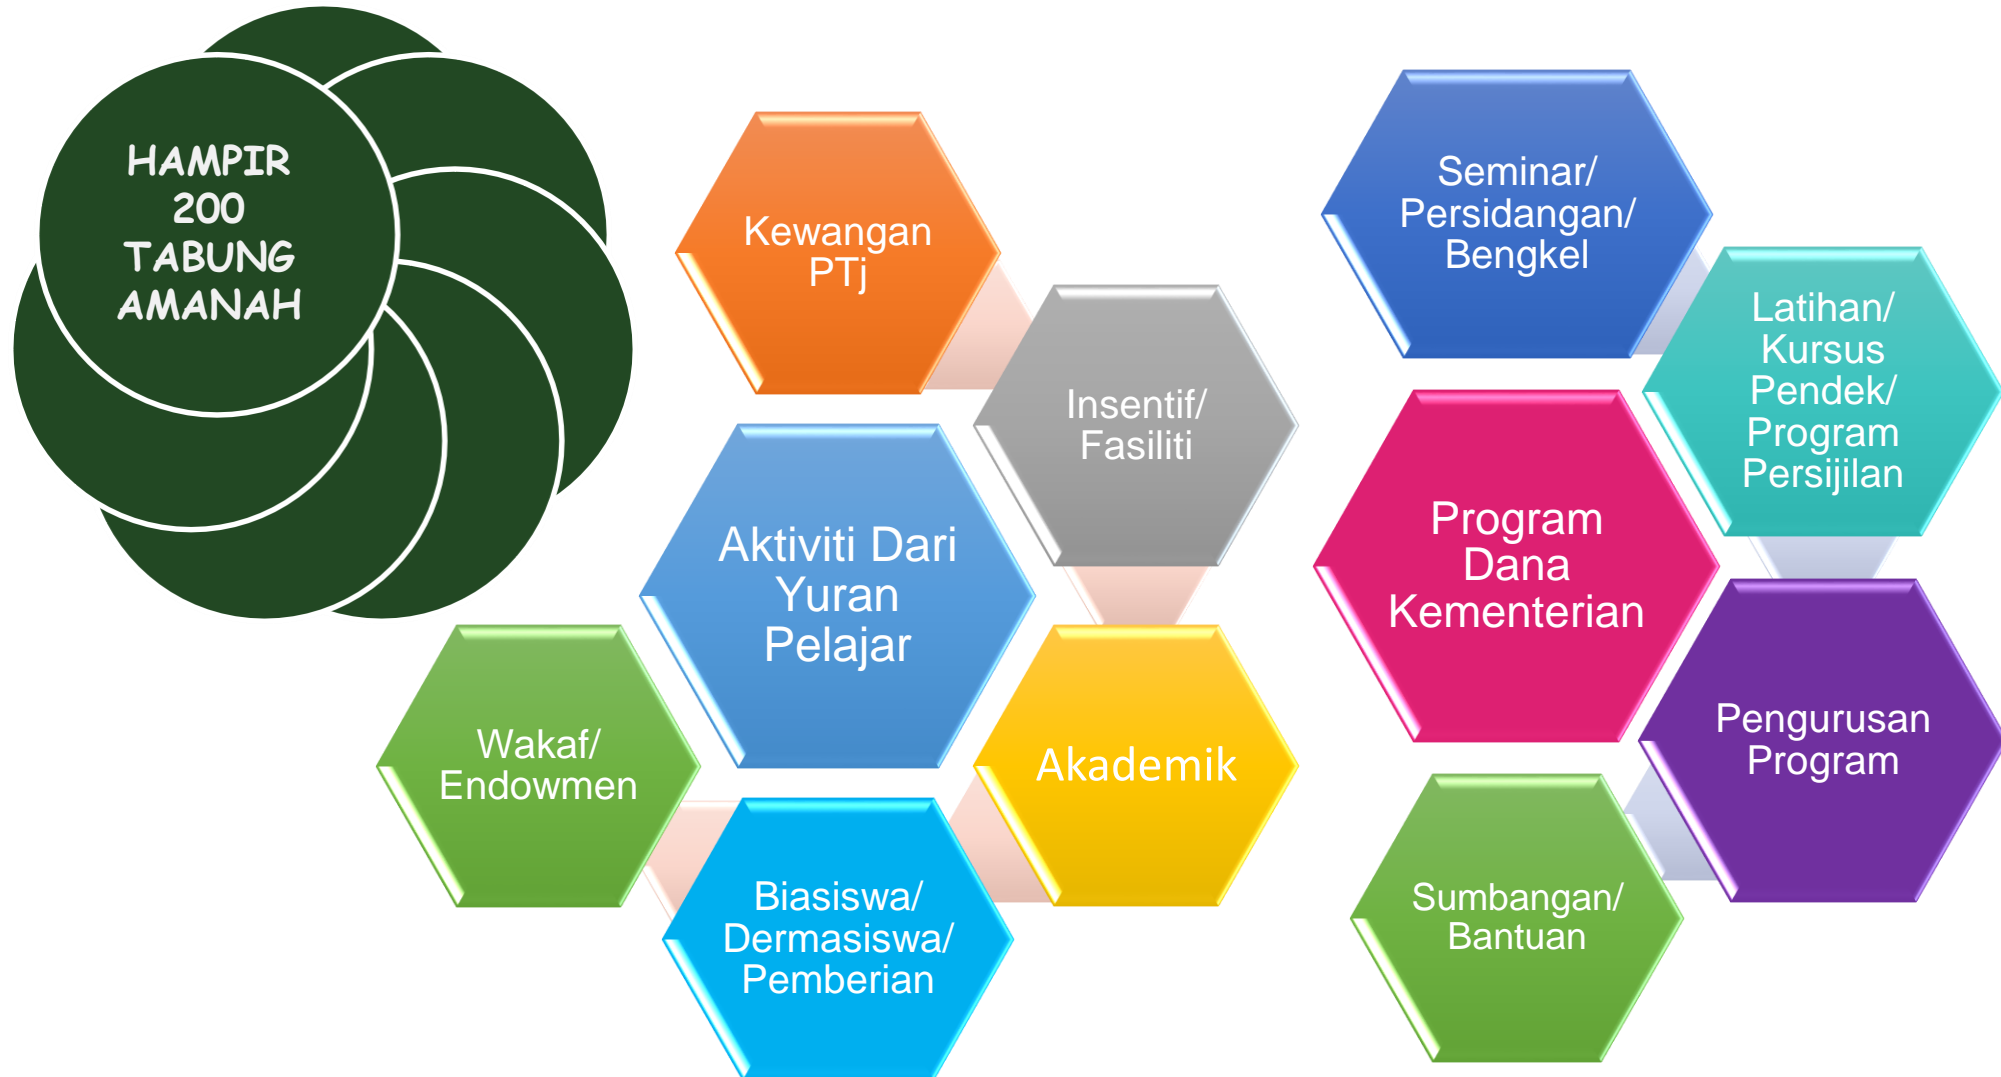 HAMPIR
200
TABUNG
AMANAH
Kewangan
PTj
Insentif/
Fasiliti
Aktiviti Dari
Yuran
Pelajar
Akademik
Wakaf/
Endowmen
Biasiswa/
Dermasiswa/
Pemberian
Seminar/
Persidangan/
Bengkel
Latihan/
Kursus
Pendek/
Program
Persijilan
Program
Dana
Kementerian
Pengurusan
Program
Sumbangan/
Bantuan